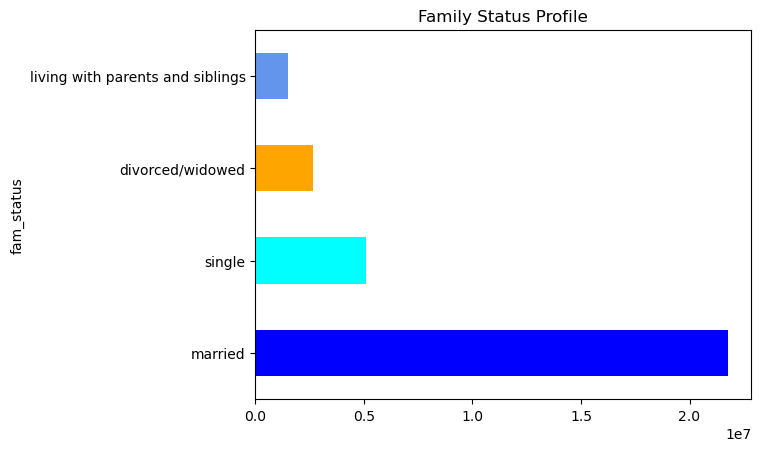 Family Status Profile
living with parents and siblings
divorced/widowed
single
married
fam_status
0.0 0.5 1.0 1.5 2.0
1e7